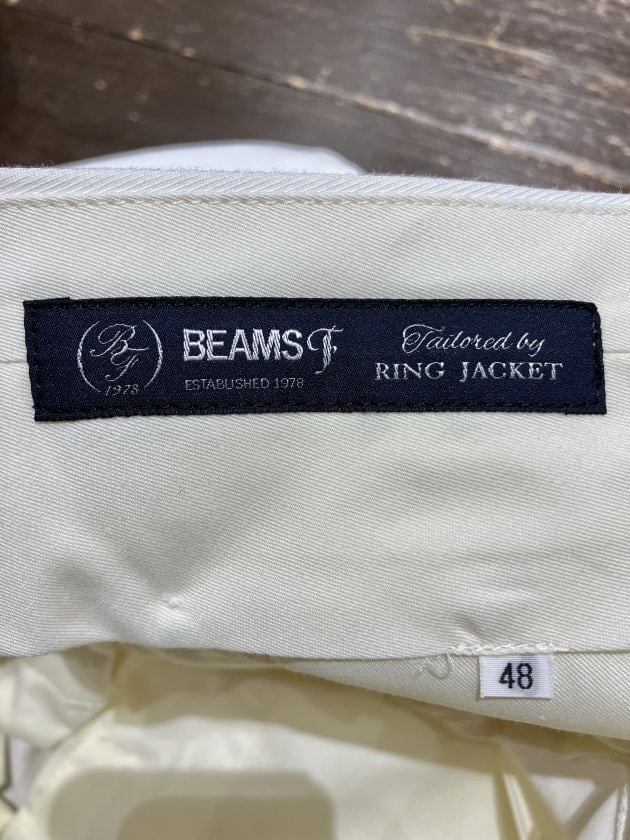 BF
1978
BEAMS F
ESTABLISHED 1978
Tailored by
RING JACKET
48